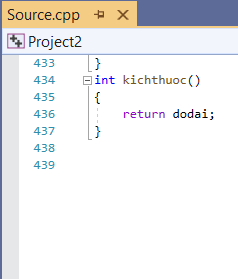 Source.cpp
Project2
433 }
434 int kichthuoc()
435 {
436 return dodai;
437 }
438
439